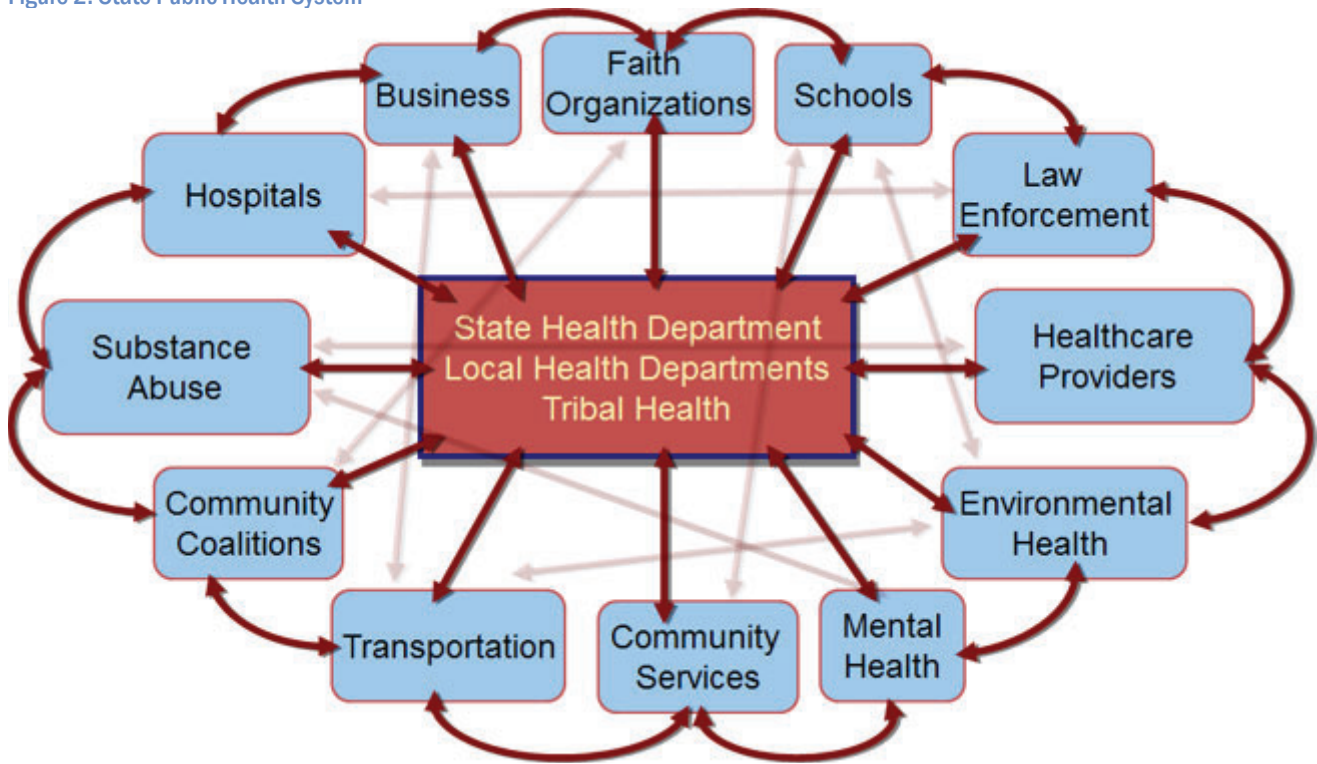 Figure 2: State Public Health System
Business
Faith
Organizations
Schools
Hospitals
Law
Enforcement
State Health Department
Local Health Departments
Tribal Health
Substance
Abuse
Healthcare
Providers
Community
Coalitions
Environmental
Health
Transportation
Community
Services
Mental
Health